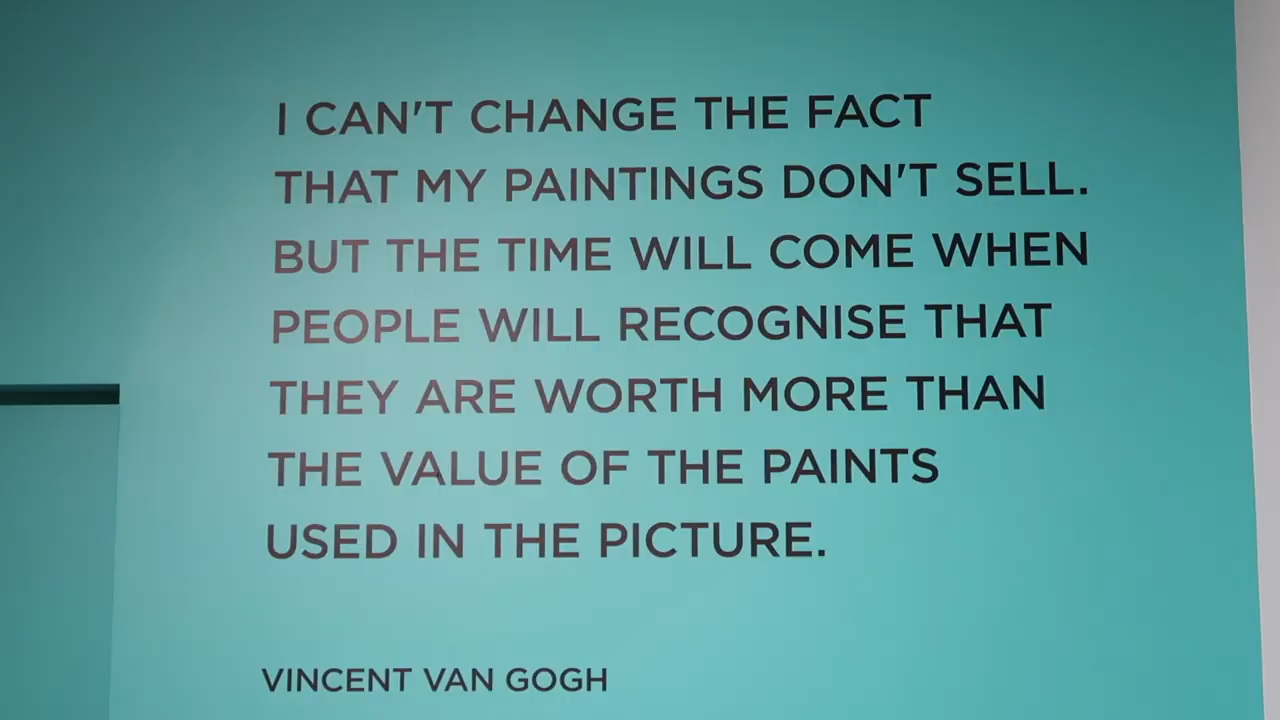 I CAN'T CHANGE THE FACT
THAT MY PAINTINGS DON'T SELL.
BUT THE TIME WILL COME WHEN
PEOPLE WILL RECOGNISE THAT
THEY ARE WORTH MORE THAN
THE VALUE OF THE PAINTS
USED IN THE PICTURE.
VINCENT VAN GOGH